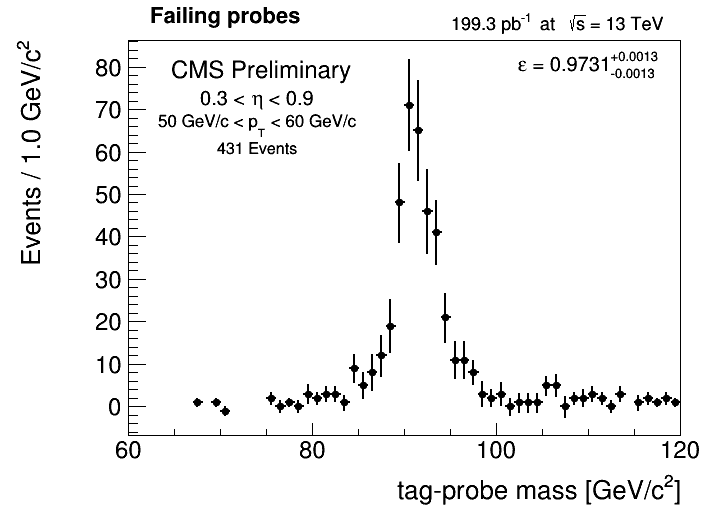 Failing probes
199.3 pb⁻¹ at √s = 13 TeV
CMS Preliminary
0.3 < η < 0.9
50 GeV/c < p_T < 60 GeV/c
431 Events
ε = 0.9731 +0.0013 -0.0013
Events / 1.0 GeV/c²
80
70
60
50
40
30
20
10
0
60 80 100 120
tag-probe mass [GeV/c²]